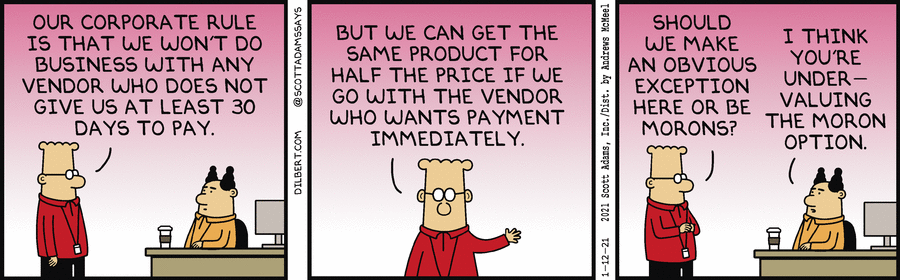 OUR CORPORATE RULE
IS THAT WE WON'T DO
BUSINESS WITH ANY
VENDOR WHO DOES NOT
GIVE US AT LEAST 30
DAYS TO PAY.
DILBERT.COM @SCOTTADAMSSAYS
BUT WE CAN GET THE
SAME PRODUCT FOR
HALF THE PRICE IF WE
GO WITH THE VENDOR
WHO WANTS PAYMENT
IMMEDIATELY.
1-12-21 2021 Scott Adams, Inc./Dist. by Andrews McMeel
SHOULD
WE MAKE
AN OBVIOUS
EXCEPTION
HERE OR BE
MORONS?
I THINK
YOU'RE
UNDER-
VALUING
THE MORON
OPTION.